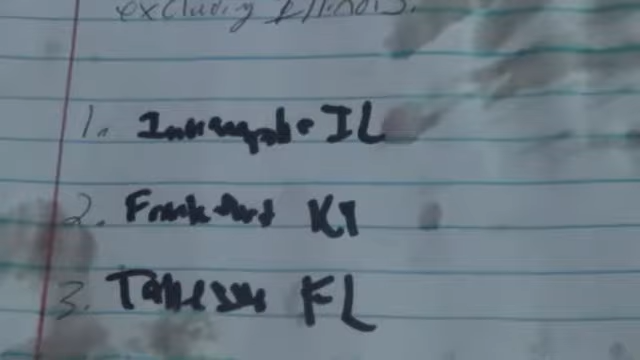 excluding Illinois.
1. IL
2. Frankfort KY
3. FL